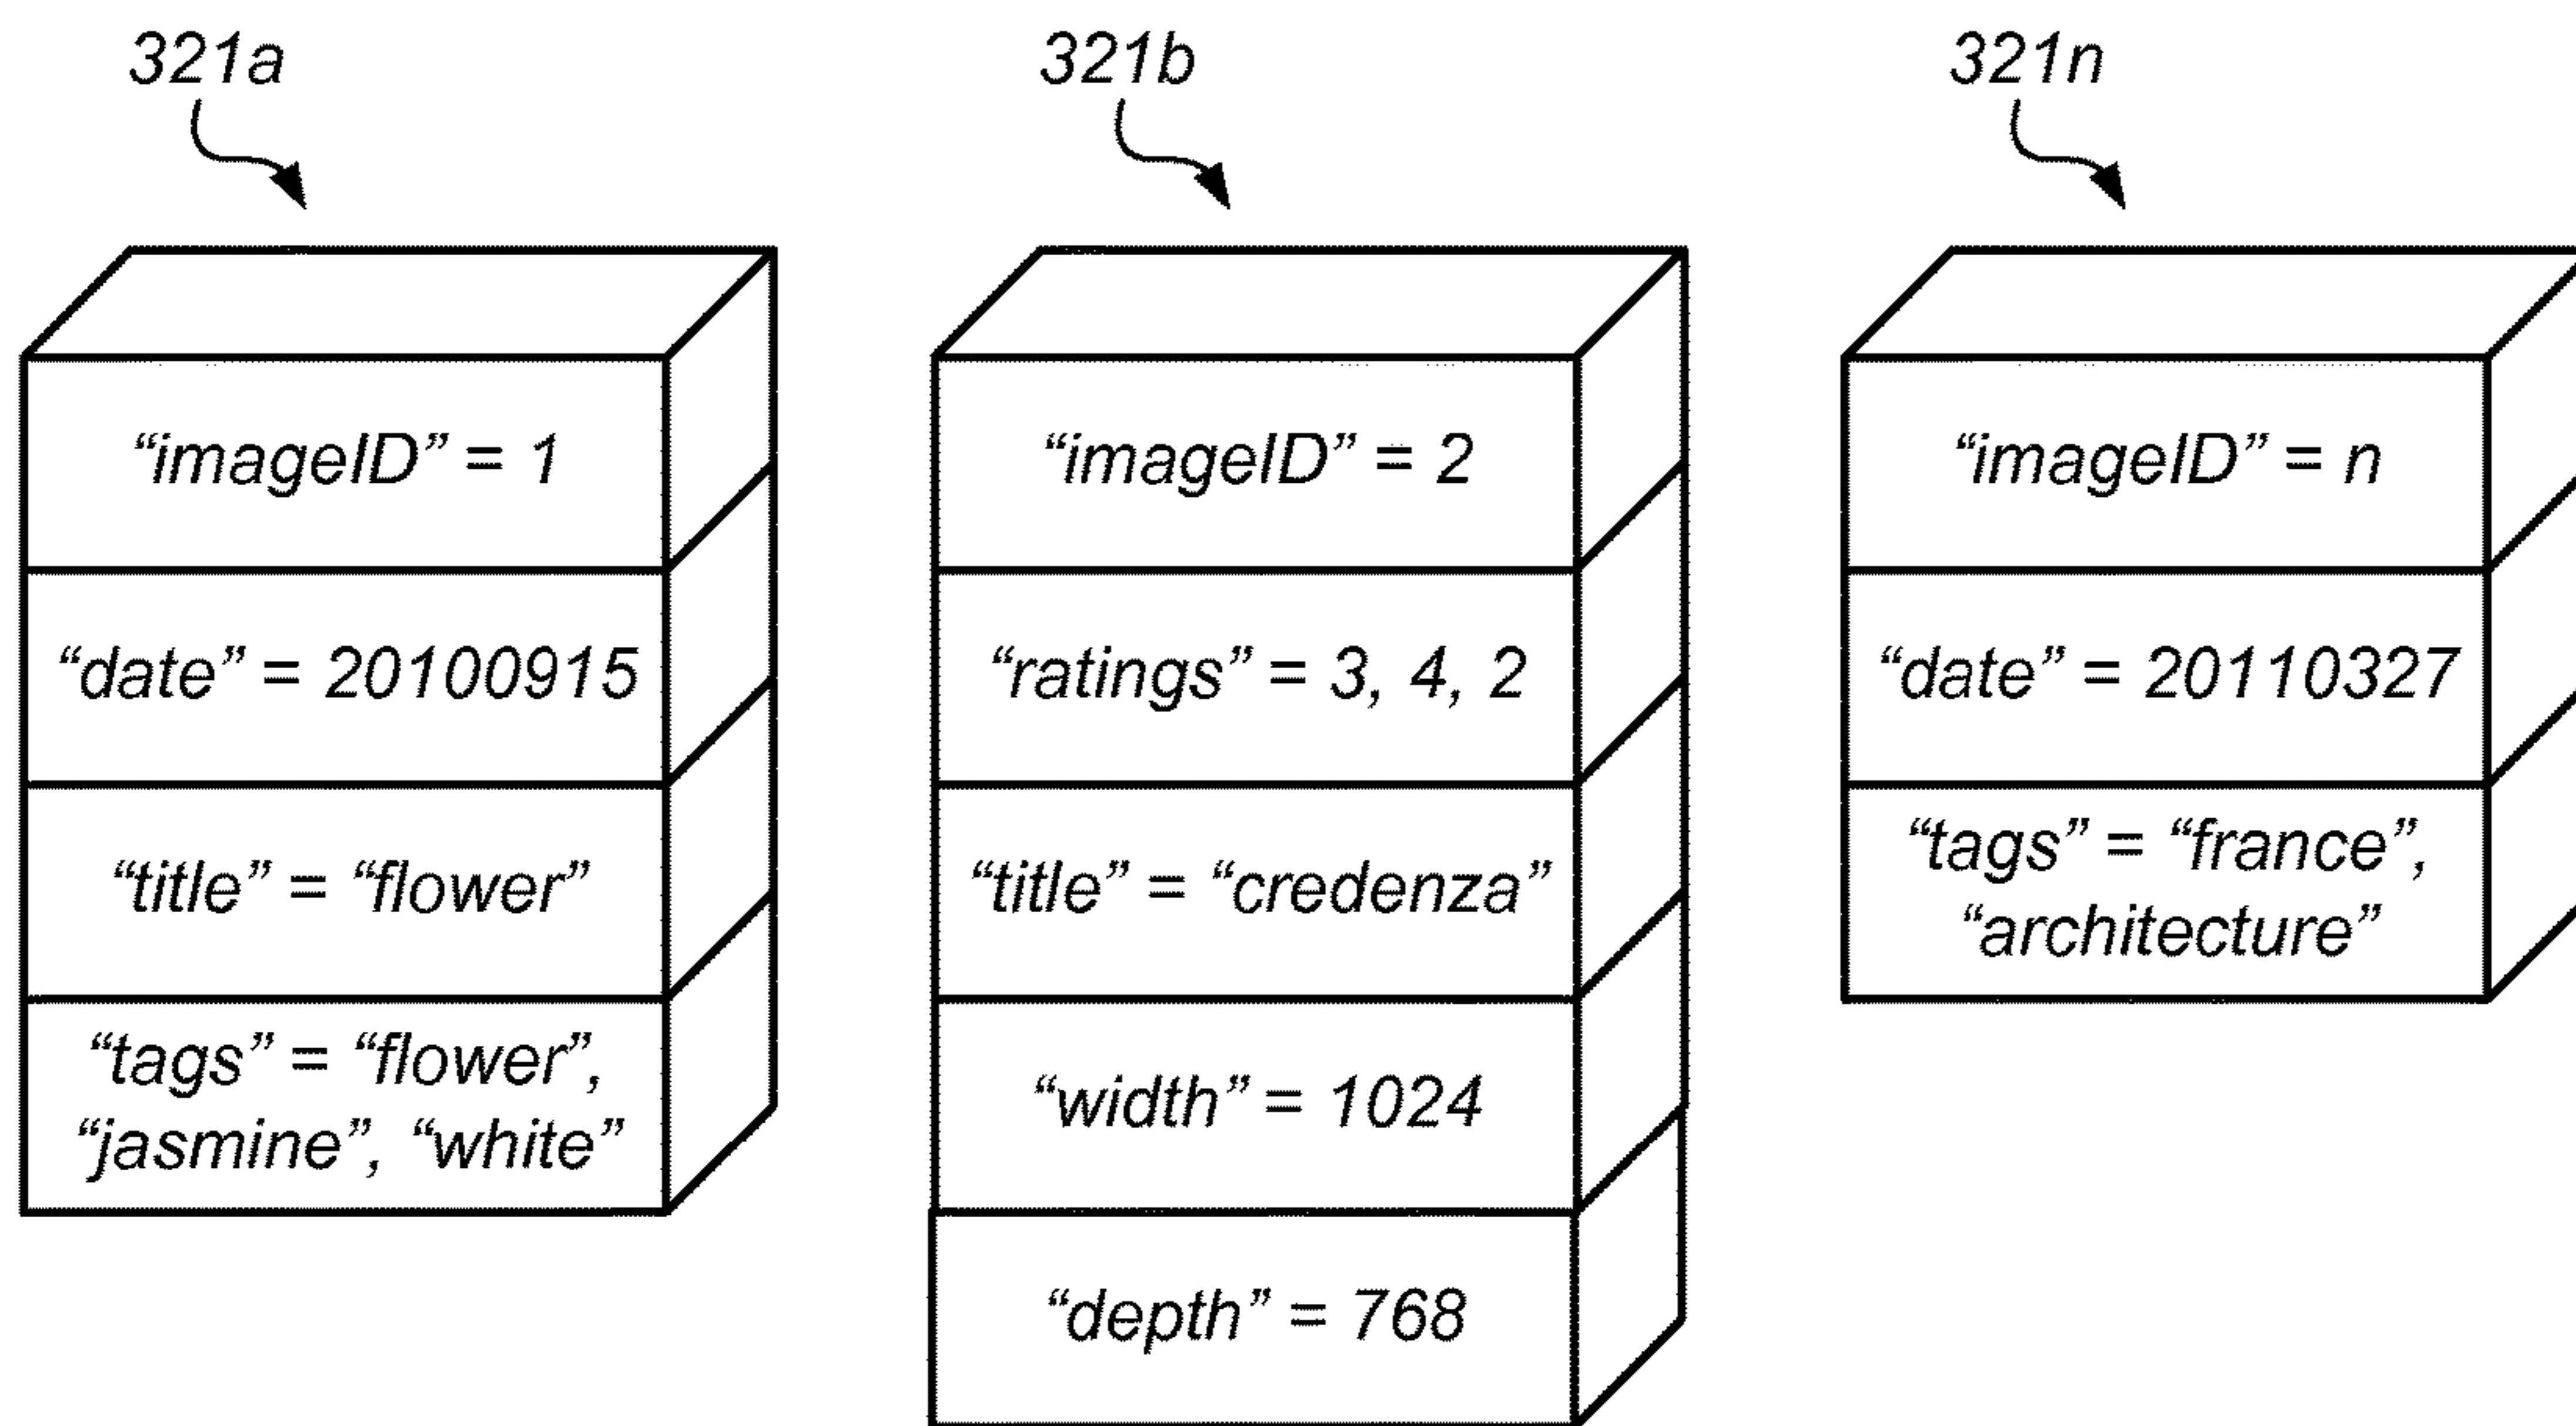 321a
“imageID” = 1
“date” = 20100915
“title” = “flower”
“tags” = “flower”,
“jasmine”, “white”
321b
“imageID” = 2
“ratings” = 3, 4, 2
“title” = “credenza”
“width” = 1024
“depth” = 768
321n
“imageID” = n
“date” = 20110327
“tags” = “france”,
“architecture”